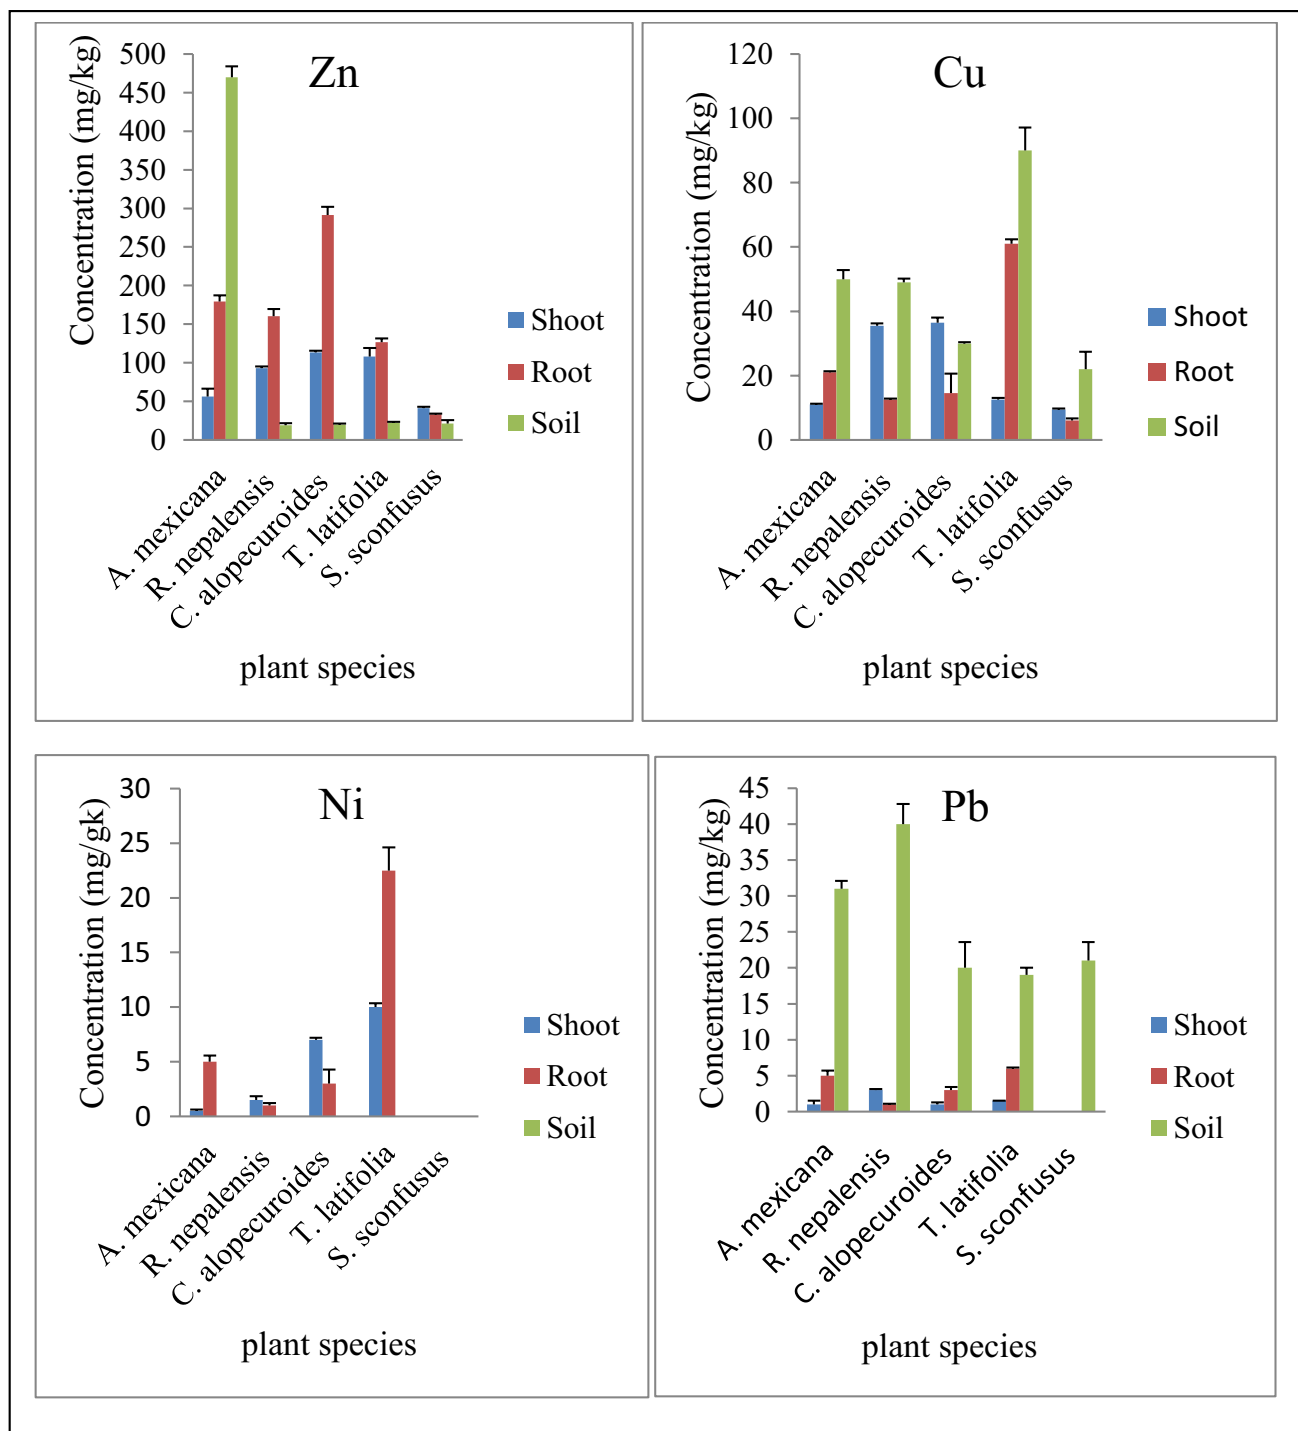 Zn
Concentration (mg/kg)
500
450
400
350
300
250
200
150
100
50
0
A. mexicana
R. nepalensis
C. alopecuroides
T. latifolia
S. sconfusus
plant species
Shoot
Root
Soil
Cu
Concentration (mg/kg)
120
100
80
60
40
20
0
A. mexicana
R. nepalensis
C. alopecuroides
T. latifolia
S. sconfusus
plant species
Shoot
Root
Soil
Ni
Concentration (mg/gk)
30
25
20
15
10
5
0
A. mexicana
R. nepalensis
C. alopecuroides
T. latifolia
S. sconfusus
plant species
Shoot
Root
Soil
Pb
Concentration (mg/kg)
45
40
35
30
25
20
15
10
5
0
A. mexicana
R. nepalensis
C. alopecuroides
T. latifolia
S. sconfusus
plant species
Shoot
Root
Soil